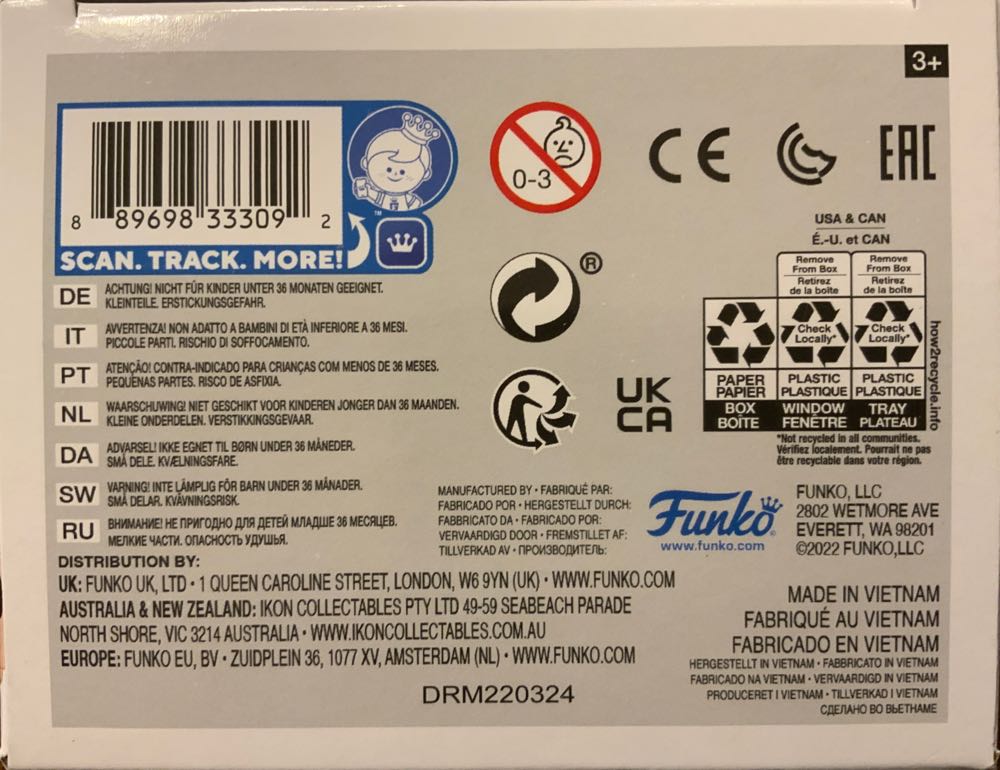 3+
8 89698 33309 2
SCAN. TRACK. MORE!
™
0-3
CE
EAC
®
UK
CA
USA & CAN
É.-U. et CAN
Remove
From Box
Retirez
de la boîte
Remove
From Box
Retirez
de la boîte
Check
Locally*
Check
Locally*
PAPER
PAPIER
PLASTIC
PLASTIQUE
PLASTIC
PLASTIQUE
BOX
BOÎTE
WINDOW
FENÊTRE
TRAY
PLATEAU
how2recycle.info
*Not recycled in all communities.
Vérifiez localement. Pourrait ne pas
être recyclable dans votre région.
DE ACHTUNG! NICHT FÜR KINDER UNTER 36 MONATEN GEEIGNET.
KLEINTEILE. ERSTICKUNGSGEFAHR.
IT AVVERTENZA! NON ADATTO A BAMBINI DI ETÀ INFERIORE A 36 MESI.
PICCOLE PARTI. RISCHIO DI SOFFOCAMENTO.
PT ATENÇÃO! CONTRA-INDICADO PARA CRIANÇAS COM MENOS DE 36 MESES.
PEQUENAS PARTES. RISCO DE ASFIXIA.
NL WAARSCHUWING! NIET GESCHIKT VOOR KINDEREN JONGER DAN 36 MAANDEN.
KLEINE ONDERDELEN. VERSTIKKINGSGEVAAR.
DA ADVARSEL! IKKE EGNET TIL BØRN UNDER 36 MÅNEDER.
SMÅ DELE. KVÆLNINGSFARE.
SW VARNING! INTE LÄMPLIG FÖR BARN UNDER 36 MÅNADER.
SMÅ DELAR. KVÄVNINGSRISK.
RU ВНИМАНИЕ! НЕ ПРИГОДНО ДЛЯ ДЕТЕЙ МЛАДШЕ 36 МЕСЯЦЕВ.
МЕЛКИЕ ЧАСТИ. ОПАСНОСТЬ УДУШЬЯ.
MANUFACTURED BY • FABRIQUÉ PAR:
FABRICADO POR • HERGESTELLT DURCH:
FABBRICATO DA • FABRICADO POR:
VERVAARDIGD DOOR • FREMSTILLET AF:
TILLVERKAD AV • ПРОИЗВОДИТЕЛЬ:
Funko
www.funko.com
FUNKO, LLC
2802 WETMORE AVE
EVERETT, WA 98201
©2022 FUNKO,LLC
DISTRIBUTION BY:
UK: FUNKO UK, LTD • 1 QUEEN CAROLINE STREET, LONDON, W6 9YN (UK) • WWW.FUNKO.COM
AUSTRALIA & NEW ZEALAND: IKON COLLECTABLES PTY LTD 49-59 SEABEACH PARADE
NORTH SHORE, VIC 3214 AUSTRALIA • WWW.IKONCOLLECTABLES.COM.AU
EUROPE: FUNKO EU, BV • ZUIDPLEIN 36, 1077 XV, AMSTERDAM (NL) • WWW.FUNKO.COM
DRM220324
MADE IN VIETNAM
FABRIQUÉ AU VIETNAM
FABRICADO EN VIETNAM
HERGESTELLT IN VIETNAM • FABBRICATO IN VIETNAM
FABRICADO NA VIETNAM • VERVAARDIGD IN VIETNAM
PRODUCERET I VIETNAM • TILLVERKAD I VIETNAM
СДЕЛАНО ВО ВЬЕТНАМЕ